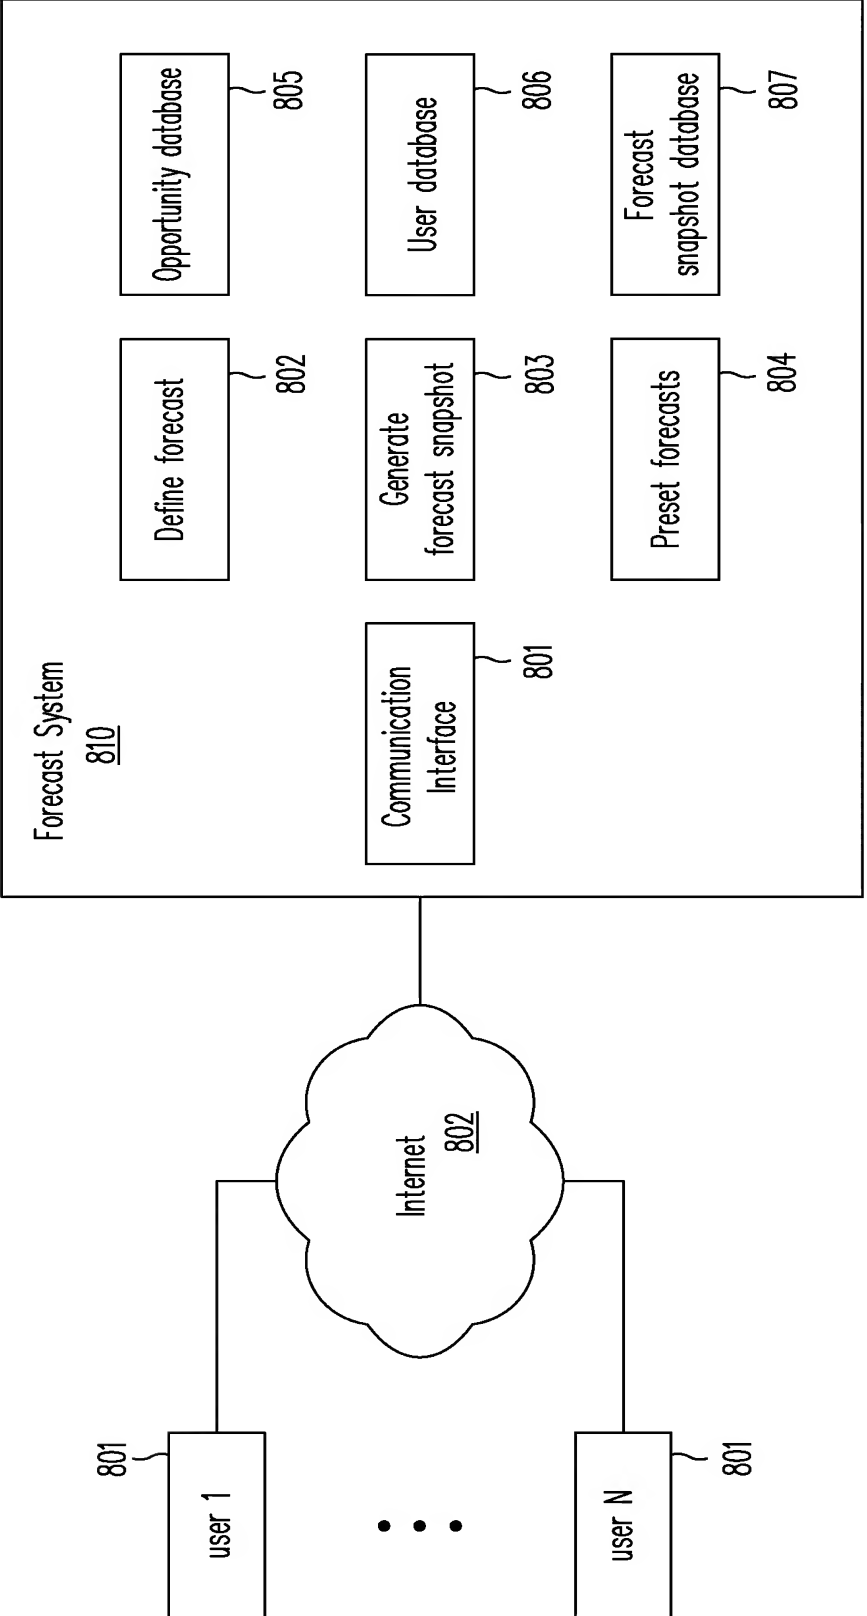 Forecast System
810
801
user 1
Internet
802
user N
801
Communication
Interface
801
Define forecast
802
Generate
forecast snapshot
803
Preset forecasts
804
Opportunity database
805
User database
806
Forecast
snapshot database
807